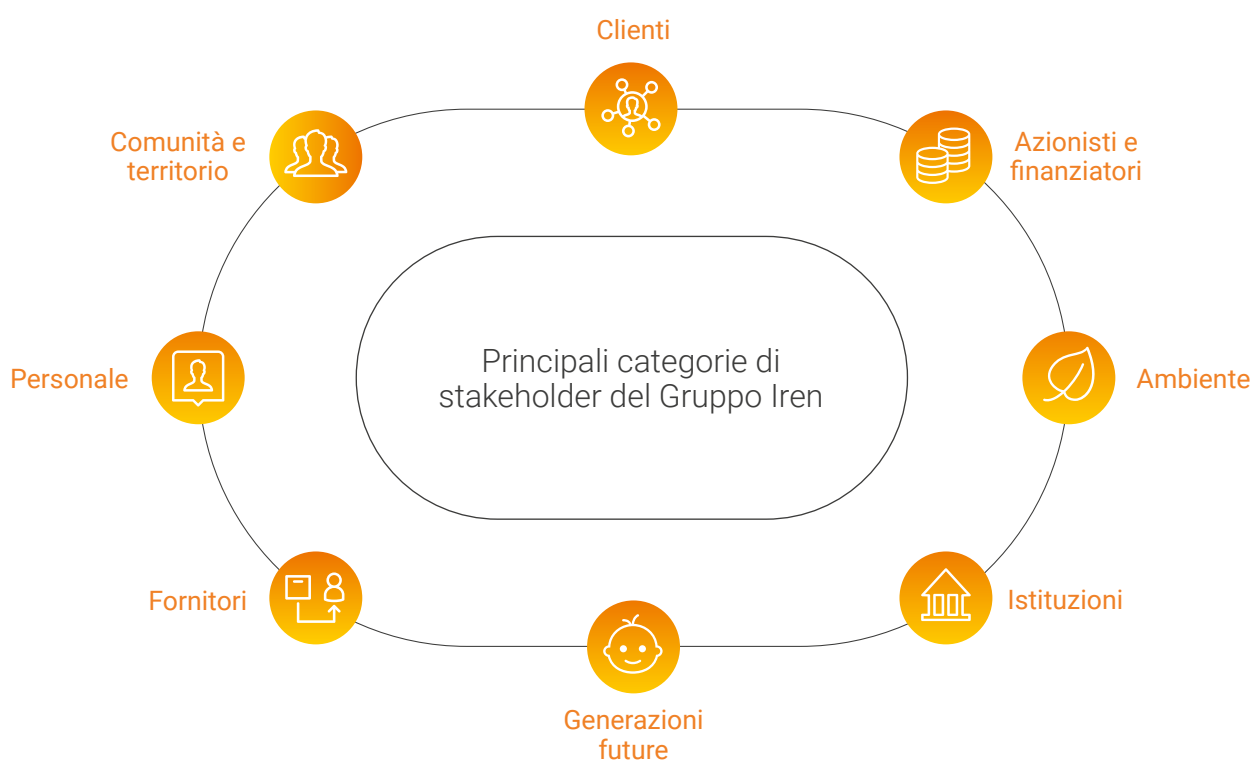 Clienti
Comunità e
territorio
Azionisti e
finanziatori
Principali categorie di
stakeholder del Gruppo Iren
Personale
Ambiente
Fornitori
Istituzioni
Generazioni
future